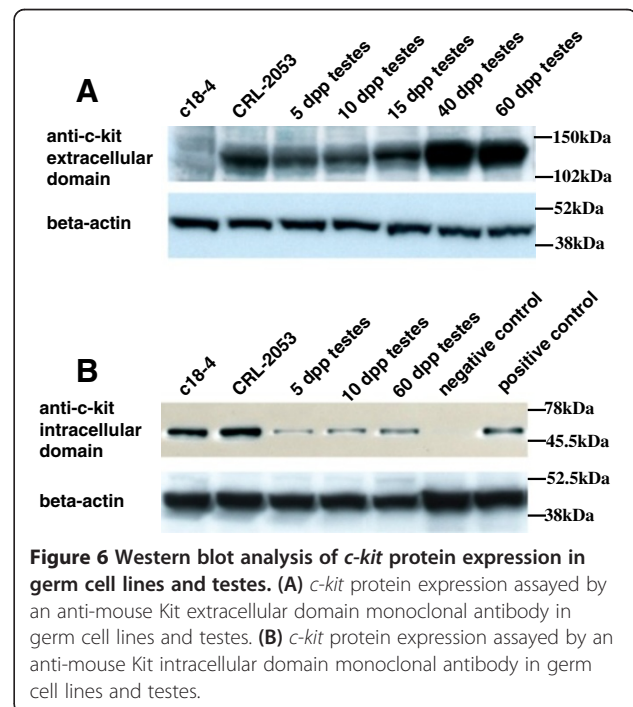 A
c18-4
CRL-2053
5 dpp testes
10 dpp testes
15 dpp testes
40 dpp testes
60 dpp testes
anti-c-kit
extracellular
domain
150kDa
102kDa
beta-actin
52kDa
38kDa
B
c18-4
CRL-2053
5 dpp testes
10 dpp testes
60 dpp testes
negative control
positive control
anti-c-kit
intracellular
domain
78kDa
45.5kDa
beta-actin
52.5kDa
38kDa
Figure 6 Western blot analysis of c-kit protein expression in
germ cell lines and testes. (A) c-kit protein expression assayed by
an anti-mouse Kit extracellular domain monoclonal antibody in
germ cell lines and testes. (B) c-kit protein expression assayed by an
anti-mouse Kit intracellular domain monoclonal antibody in germ
cell lines and testes.